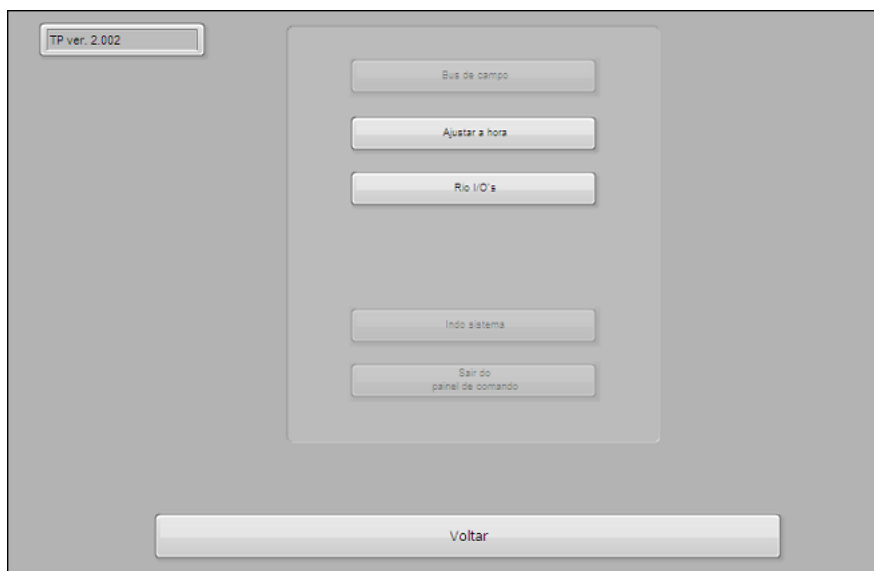 TP ver. 2.002
Bus de campo
Ajustar a hora
Rio I/O's
Indo sistema
Sair do
painel de comando
Voltar